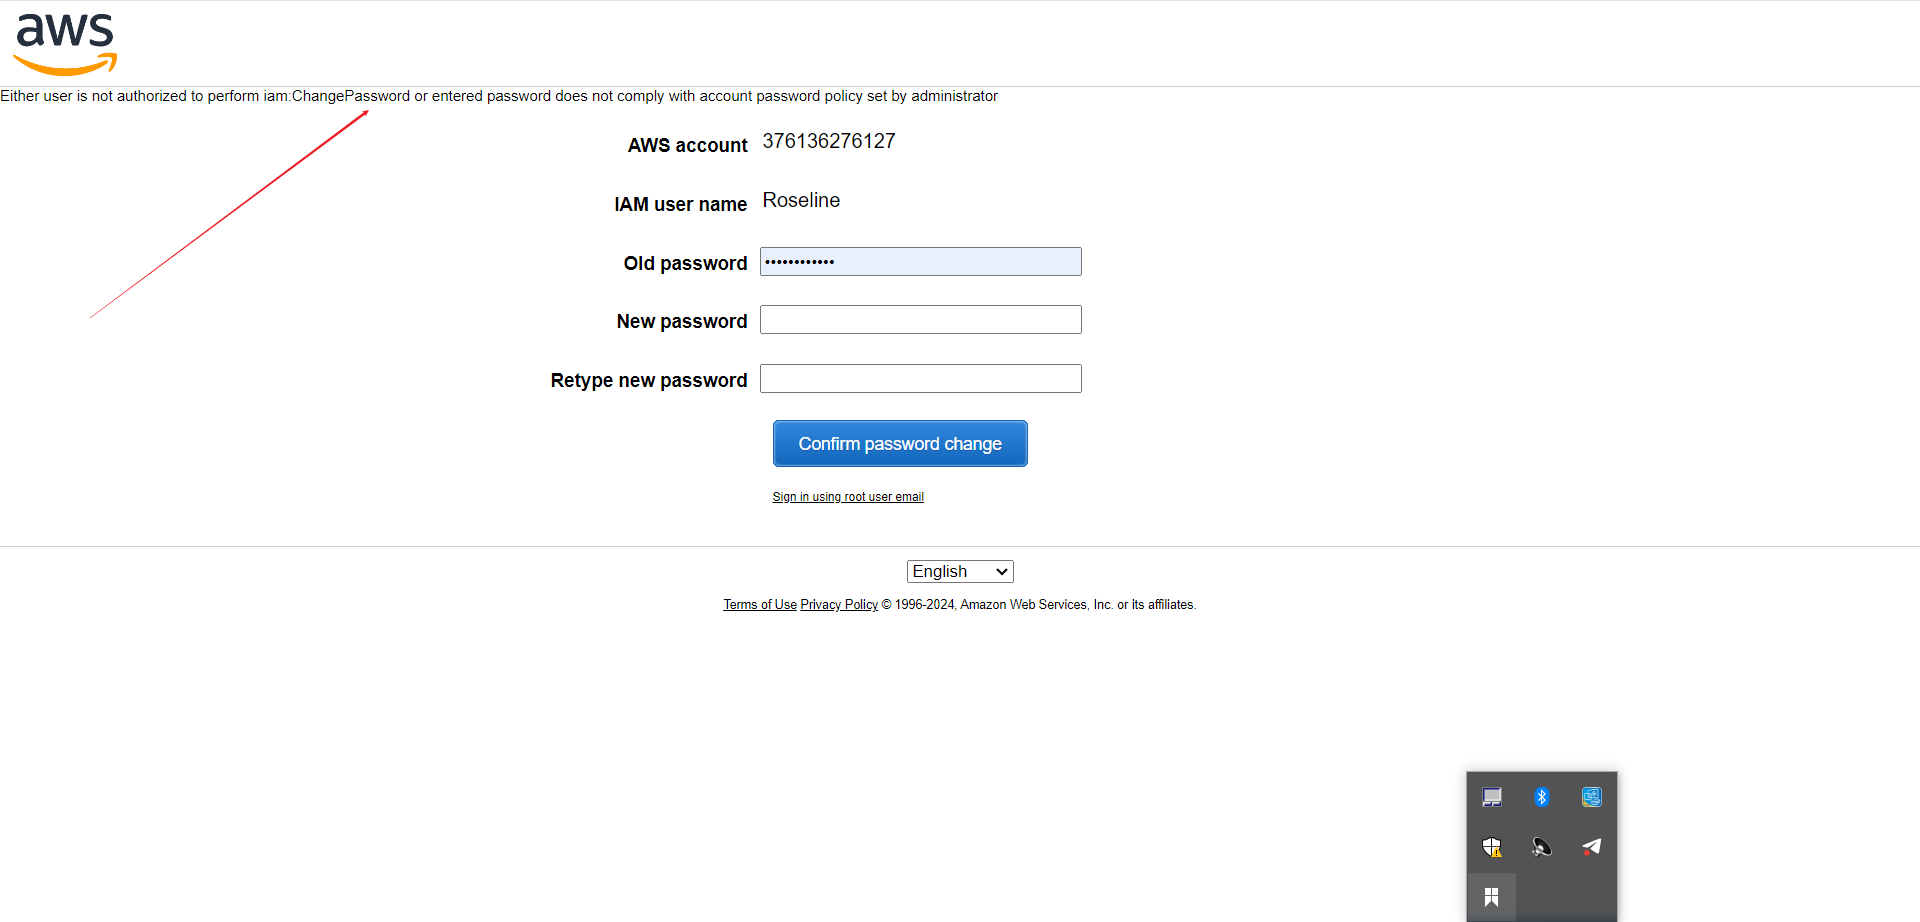 aws
Either user is not authorized to perform iam:ChangePassword or entered password does not comply with account password policy set by administrator
AWS account 376136276127
IAM user name Roseline
Old password ••••••••••••
New password
Retype new password
Confirm password change
Sign in using root user email
English
Terms of Use Privacy Policy © 1996-2024, Amazon Web Services, Inc. or its affiliates.